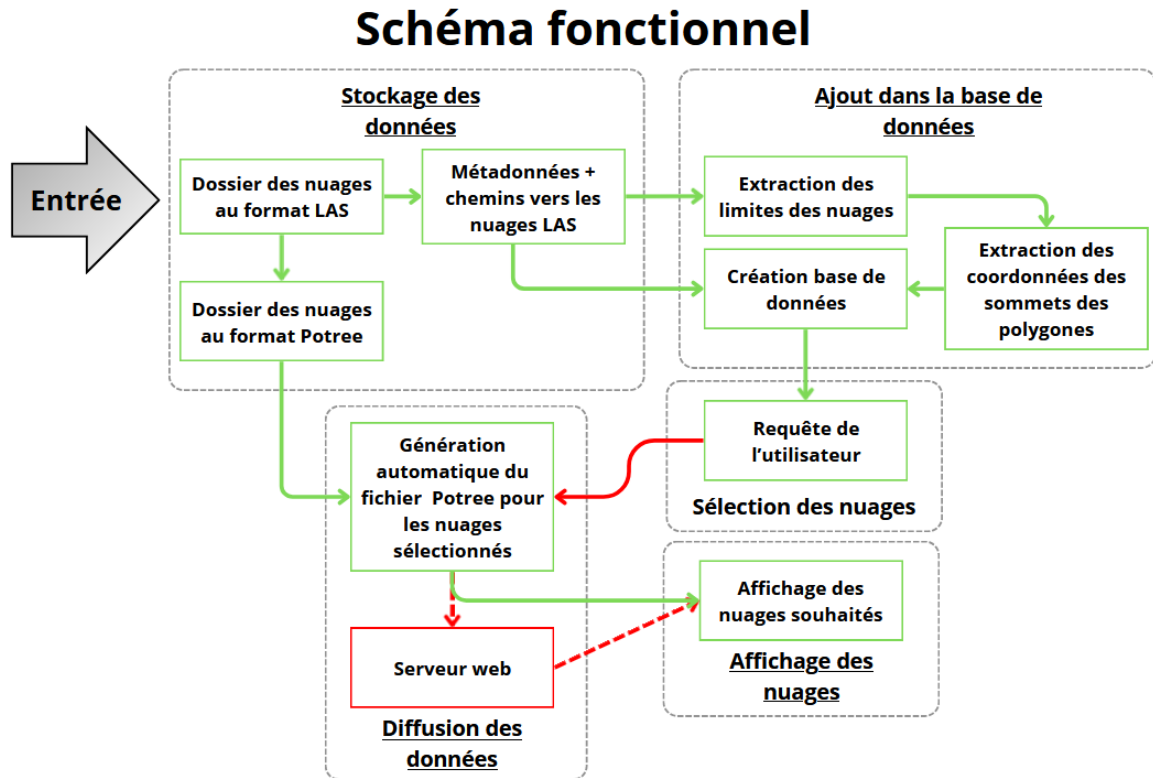 Schéma fonctionnel
Entrée
Stockage des
données
Dossier des nuages
au format LAS
Métadonnées +
chemins vers les
nuages LAS
Dossier des nuages
au format Potree
Ajout dans la base de
données
Extraction des
limites des nuages
Extraction des
coordonnées des
sommets des
polygones
Création base de
données
Requête de
l’utilisateur
Sélection des nuages
Génération
automatique du
fichier Potree pour
les nuages
sélectionnés
Serveur web
Diffusion des
données
Affichage des
nuages souhaités
Affichage des
nuages